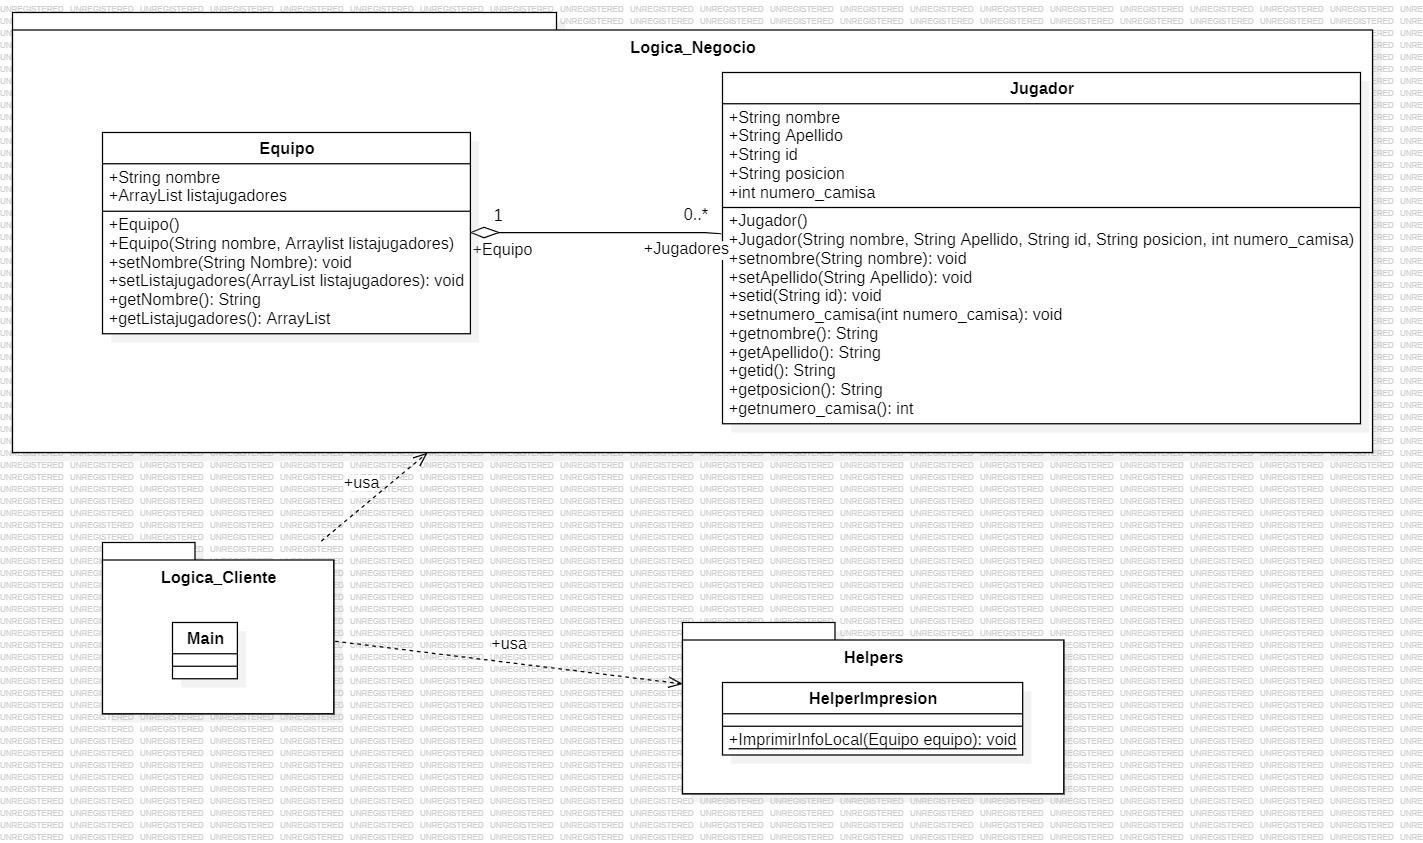 Logica_Negocio
Equipo
+String nombre
+ArrayList listajugadores
+Equipo()
+Equipo(String nombre, Arraylist listajugadores)
+setNombre(String Nombre): void
+setListajugadores(ArrayList listajugadores): void
+getNombre(): String
+getListajugadores(): ArrayList
1
+Equipo
0..*
+Jugadores
Jugador
+String nombre
+String Apellido
+String id
+String posicion
+int numero_camisa
+Jugador()
+Jugador(String nombre, String Apellido, String id, String posicion, int numero_camisa)
+setnombre(String nombre): void
+setApellido(String Apellido): void
+setid(String id): void
+setnumero_camisa(int numero_camisa): void
+getnombre(): String
+getApellido(): String
+getid(): String
+getposicion(): String
+getnumero_camisa(): int
+usa
Logica_Cliente
Main
+usa
Helpers
HelperImpresion
+ImprimirInfoLocal(Equipo equipo): void
UNREGISTERED